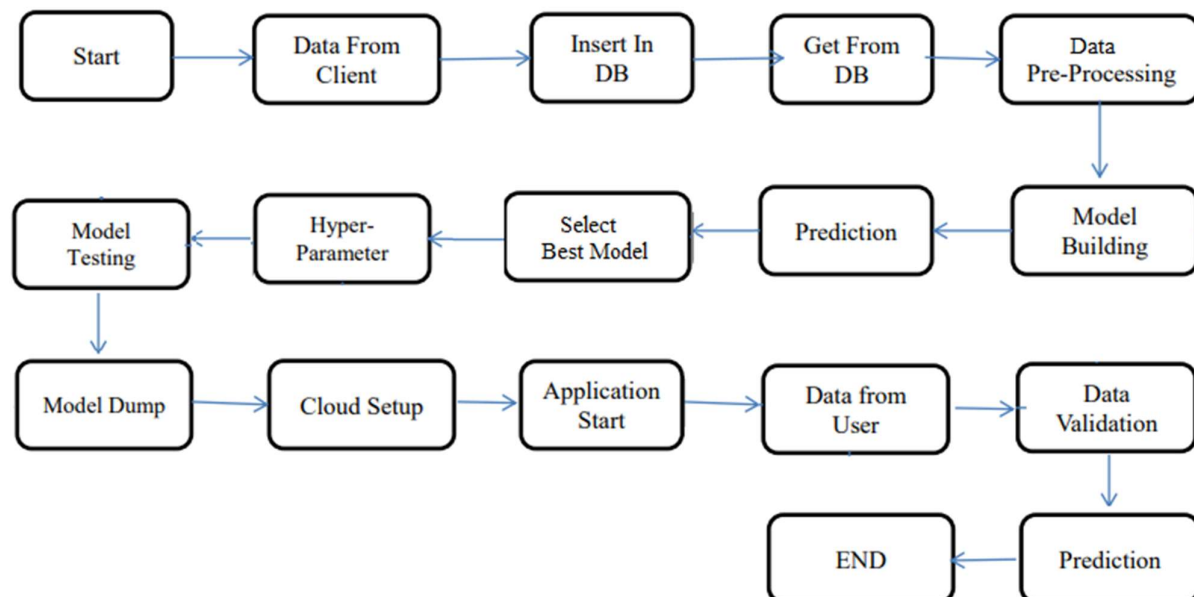 Start
Data From
Client
Insert In
DB
Get From
DB
Data
Pre-Processing
Model
Testing
Hyper-
Parameter
Select
Best Model
Prediction
Model
Building
Model Dump
Cloud Setup
Application
Start
Data from
User
Data
Validation
END
Prediction